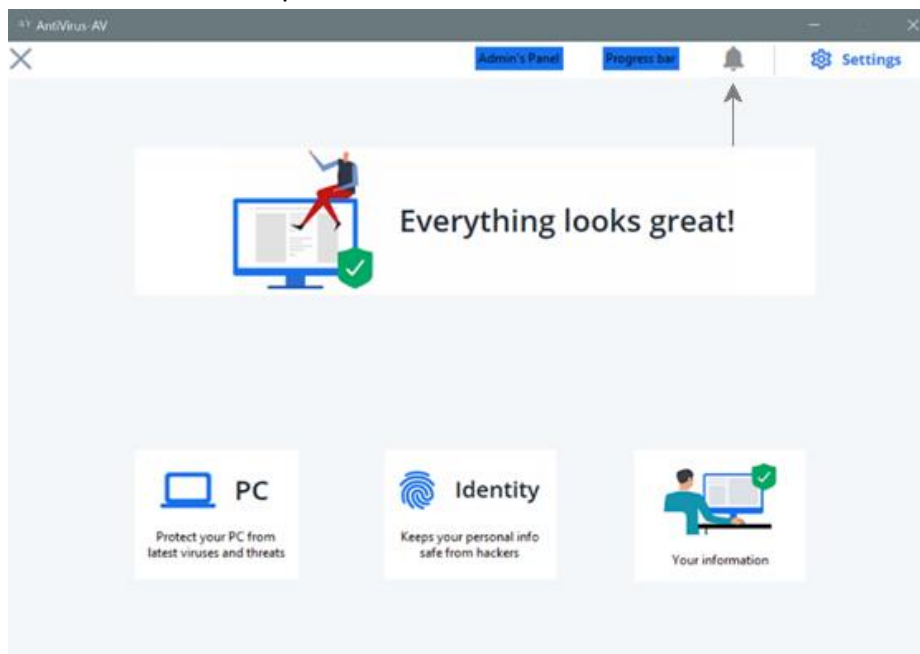 AV AntiVirus-AV
Admin's Panel Progress bar Settings
Everything looks great!
PC Identity
Protect your PC from
latest viruses and threats
Keeps your personal info
safe from hackers
Your information